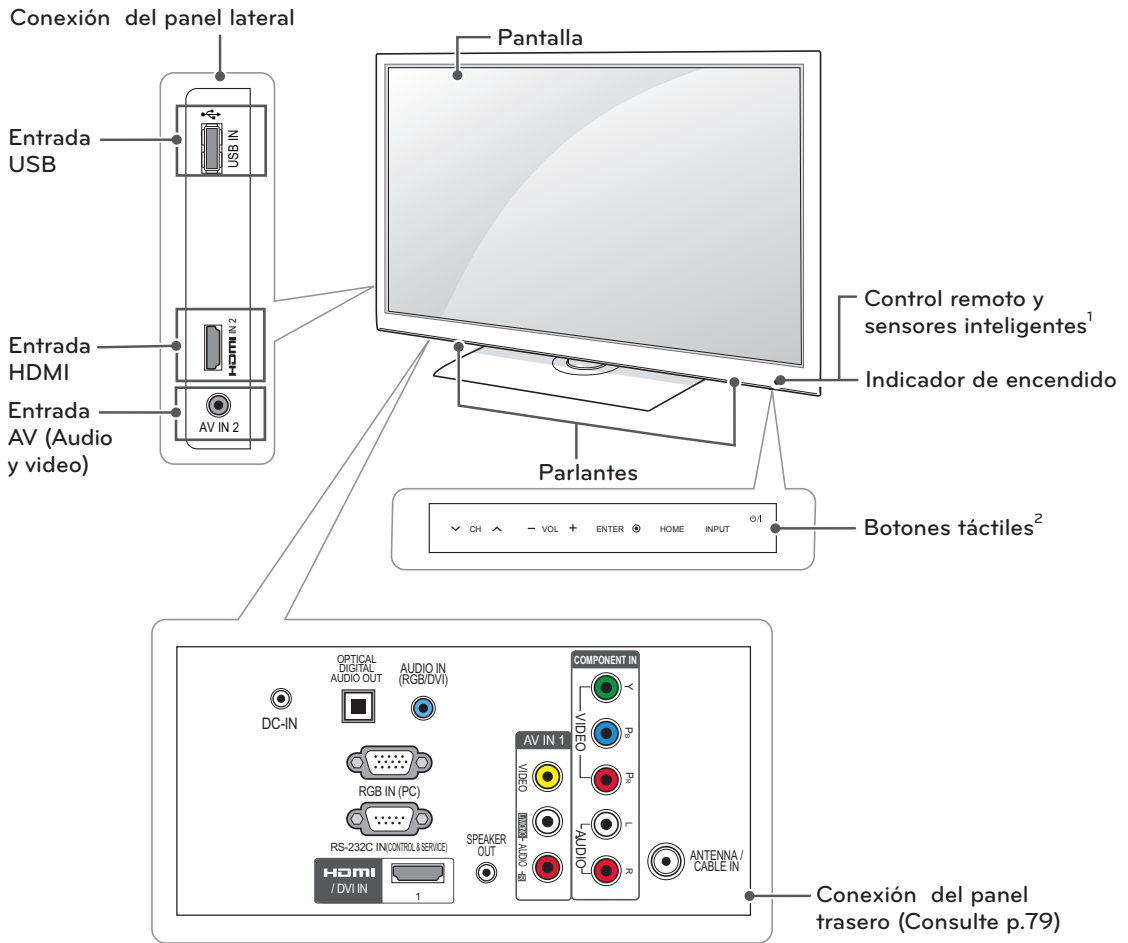 Conexión del panel lateral
Pantalla
Entrada
USB
USB IN
Entrada
HDMI
HDMI IN 2
Entrada
AV (Audio
y video)
AV IN 2
Control remoto y
sensores inteligentes1
Indicador de encendido
Parlantes
CH - VOL + ENTER HOME INPUT
Botones táctiles2
OPTICAL
DIGITAL
AUDIO OUT
AUDIO IN
(RGB/DVI)
DC-IN
RGB IN (PC)
RS-232C IN(CONTROL & SERVICE)
HDMI
/ DVI IN
1
SPEAKER
OUT
AV IN 1
VIDEO
L/MONO - AUDIO - R
COMPONENT IN
VIDEO
Y
PB
PR
AUDIO
L
R
ANTENNA /
CABLE IN
Conexión del panel
trasero (Consulte p.79)